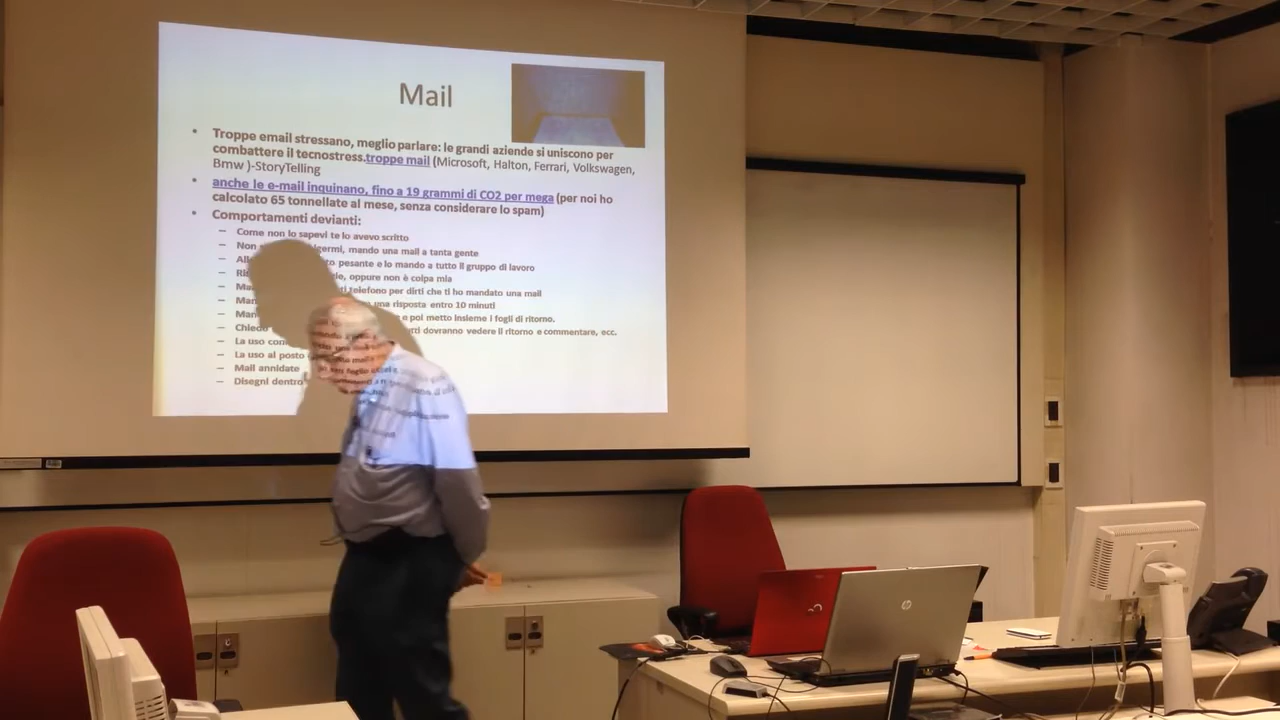 Mail
• Troppe email stressano, meglio parlare: le grandi aziende si uniscono per
combattere il tecnostress.troppe mail (Microsoft, Halton, Ferrari, Volkswagen,
Bmw )-StoryTelling
• anche le e-mail inquinano, fino a 19 grammi di CO2 per mega (per noi ho
calcolato 65 tonnellate al mese, senza considerare lo spam)
• Comportamenti devianti:
– Come non lo sapevi te lo avevo scritto
– Non mando una mail a tanta gente
– pesante e lo mando a tutto il gruppo di lavoro
– oppure non è colpa mia
– telefono per dirti che ti ho mandato una mail
– una risposta entro 10 minuti
– e poi metto insieme i fogli di ritorno.
– Chiedo dovranno vedere il ritorno e commentare, ecc.
– La uso
– La uso al posto
– Mail annidate
– Disegni dentro
hp